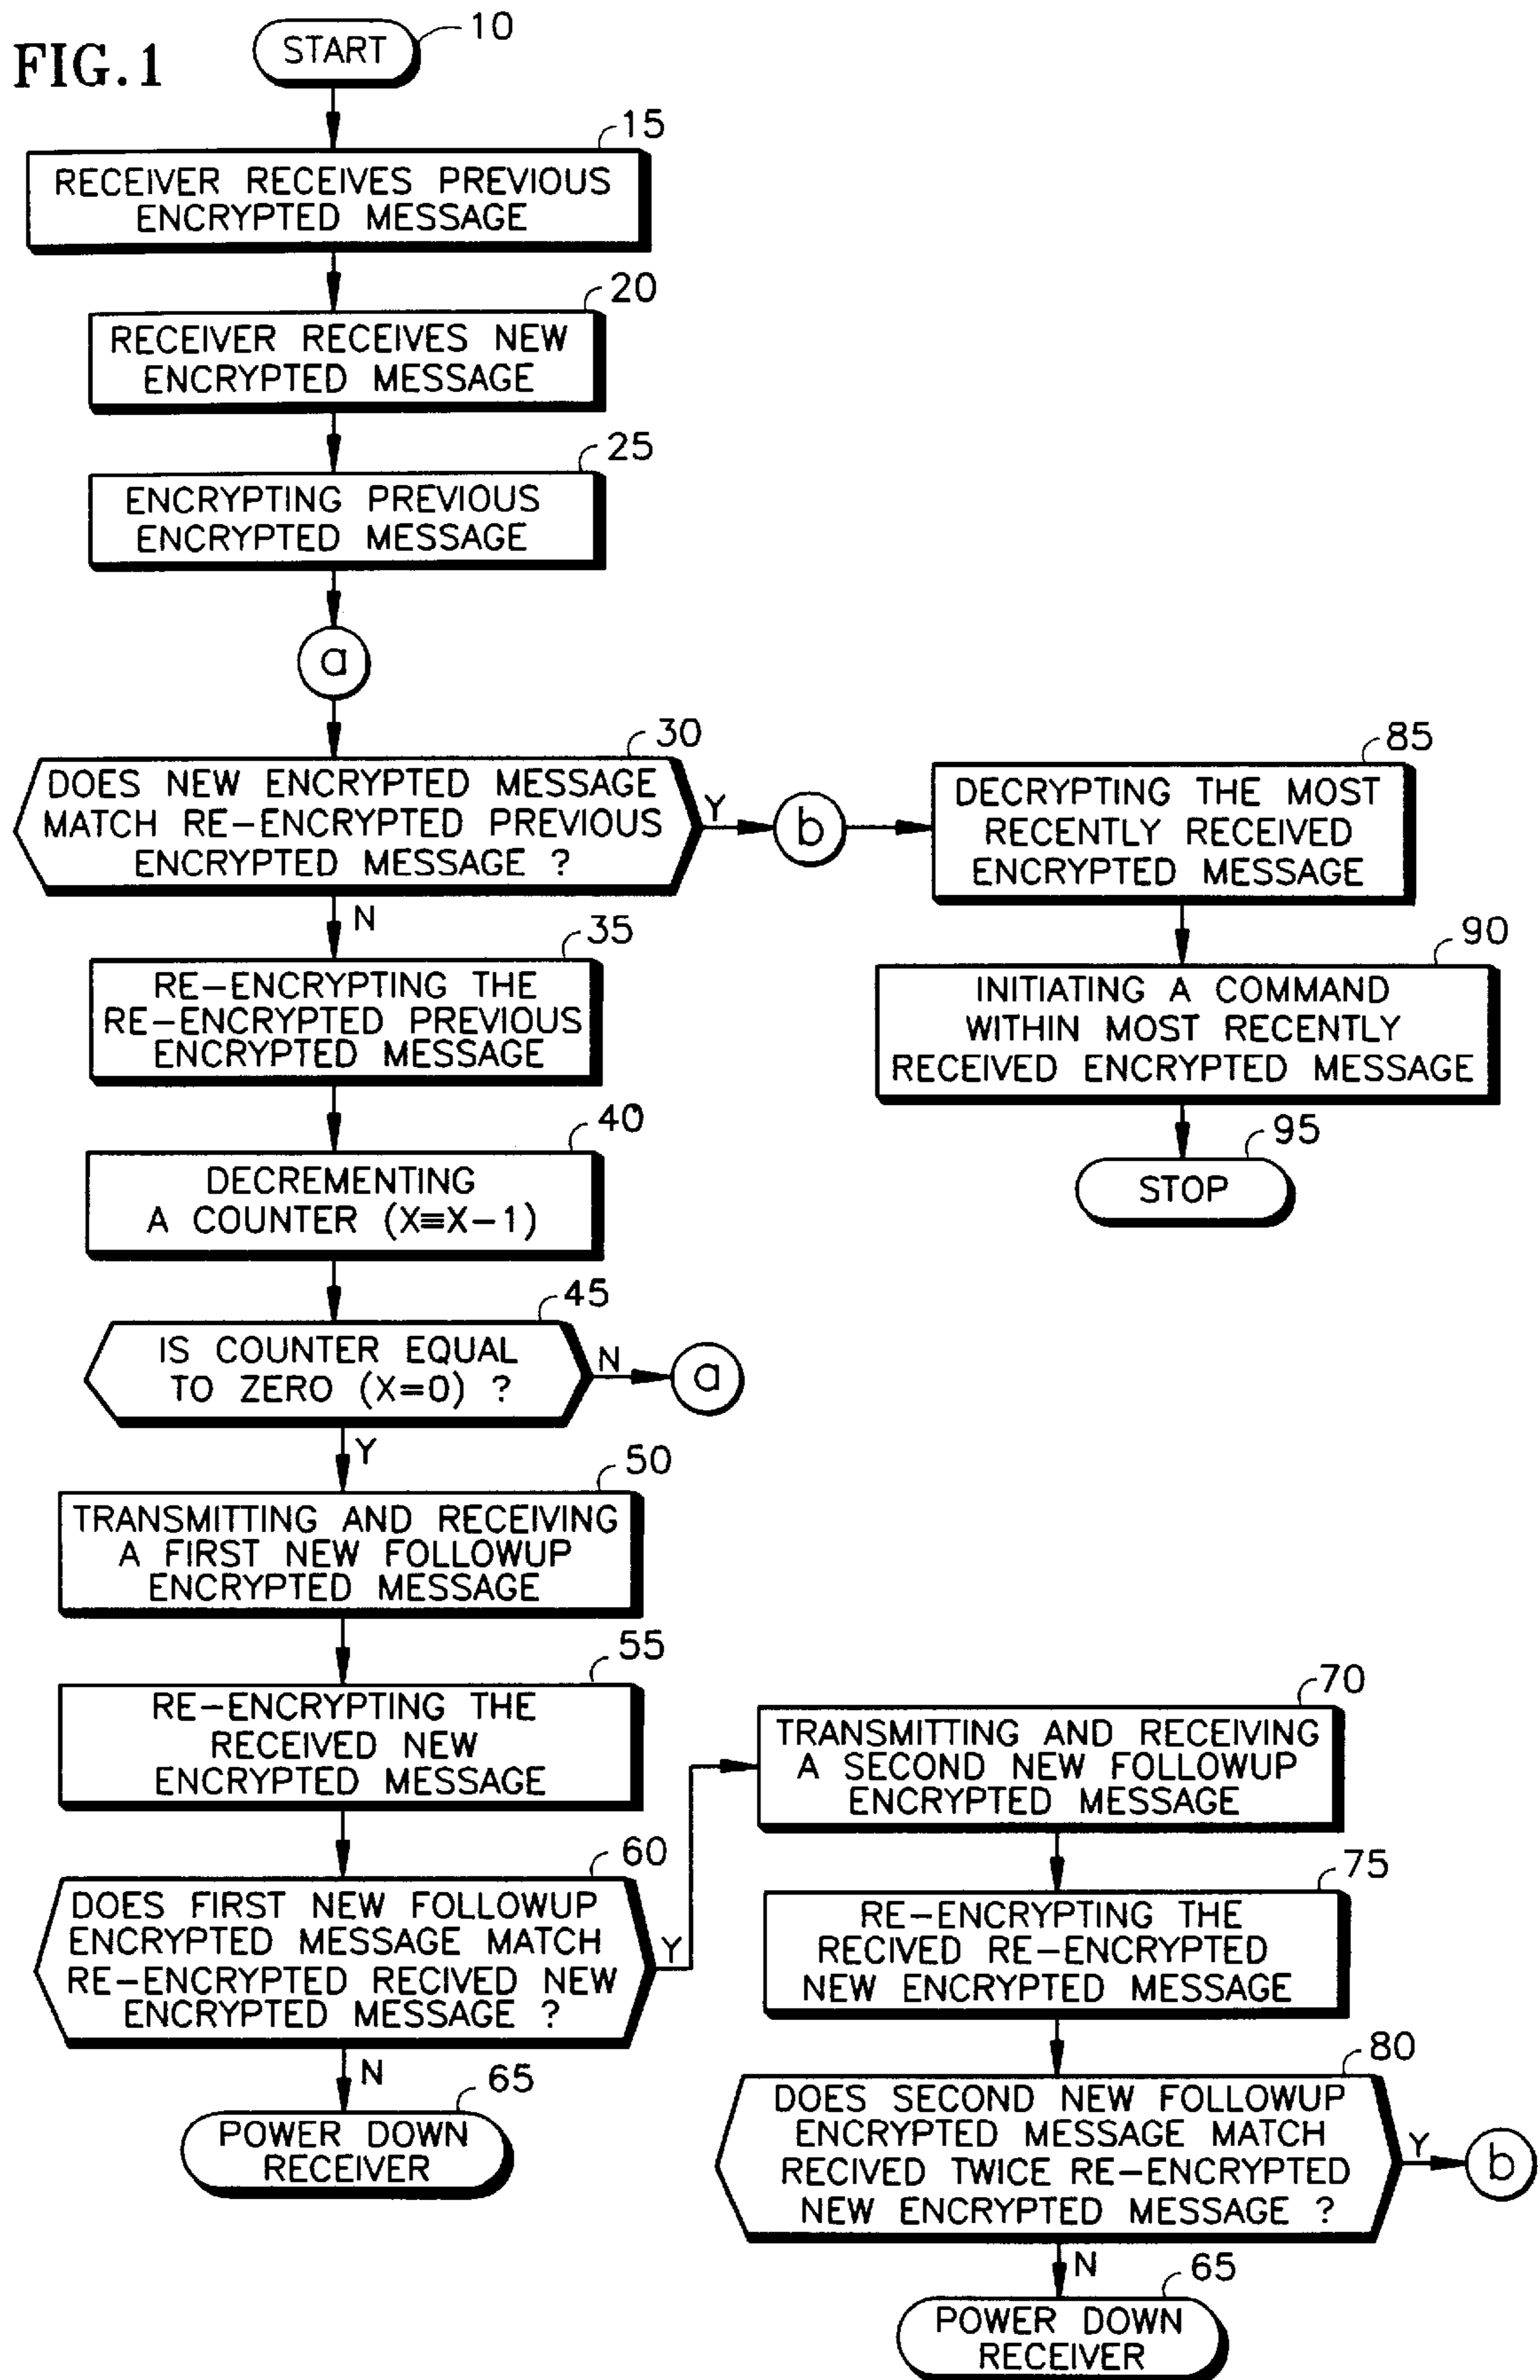 FIG.1
START
10
15
RECEIVER RECEIVES PREVIOUS
ENCRYPTED MESSAGE
20
RECEIVER RECEIVES NEW
ENCRYPTED MESSAGE
25
ENCRYPTING PREVIOUS
ENCRYPTED MESSAGE
a
30
DOES NEW ENCRYPTED MESSAGE
MATCH RE-ENCRYPTED PREVIOUS
ENCRYPTED MESSAGE ?
Y
b
85
DECRYPTING THE MOST
RECENTLY RECEIVED
ENCRYPTED MESSAGE
N
35
RE-ENCRYPTING THE
RE-ENCRYPTED PREVIOUS
ENCRYPTED MESSAGE
90
INITIATING A COMMAND
WITHIN MOST RECENTLY
RECEIVED ENCRYPTED MESSAGE
40
DECREMENTING
A COUNTER (X≡X-1)
95
STOP
45
IS COUNTER EQUAL
TO ZERO (X=0) ?
N
a
Y
50
TRANSMITTING AND RECEIVING
A FIRST NEW FOLLOWUP
ENCRYPTED MESSAGE
55
RE-ENCRYPTING THE
RECEIVED NEW
ENCRYPTED MESSAGE
60
DOES FIRST NEW FOLLOWUP
ENCRYPTED MESSAGE MATCH
RE-ENCRYPTED RECIVED NEW
ENCRYPTED MESSAGE ?
Y
N
65
POWER DOWN
RECEIVER
70
TRANSMITTING AND RECEIVING
A SECOND NEW FOLLOWUP
ENCRYPTED MESSAGE
75
RE-ENCRYPTING THE
RECIVED RE-ENCRYPTED
NEW ENCRYPTED MESSAGE
80
DOES SECOND NEW FOLLOWUP
ENCRYPTED MESSAGE MATCH
RECIVED TWICE RE-ENCRYPTED
NEW ENCRYPTED MESSAGE ?
Y
b
N
65
POWER DOWN
RECEIVER